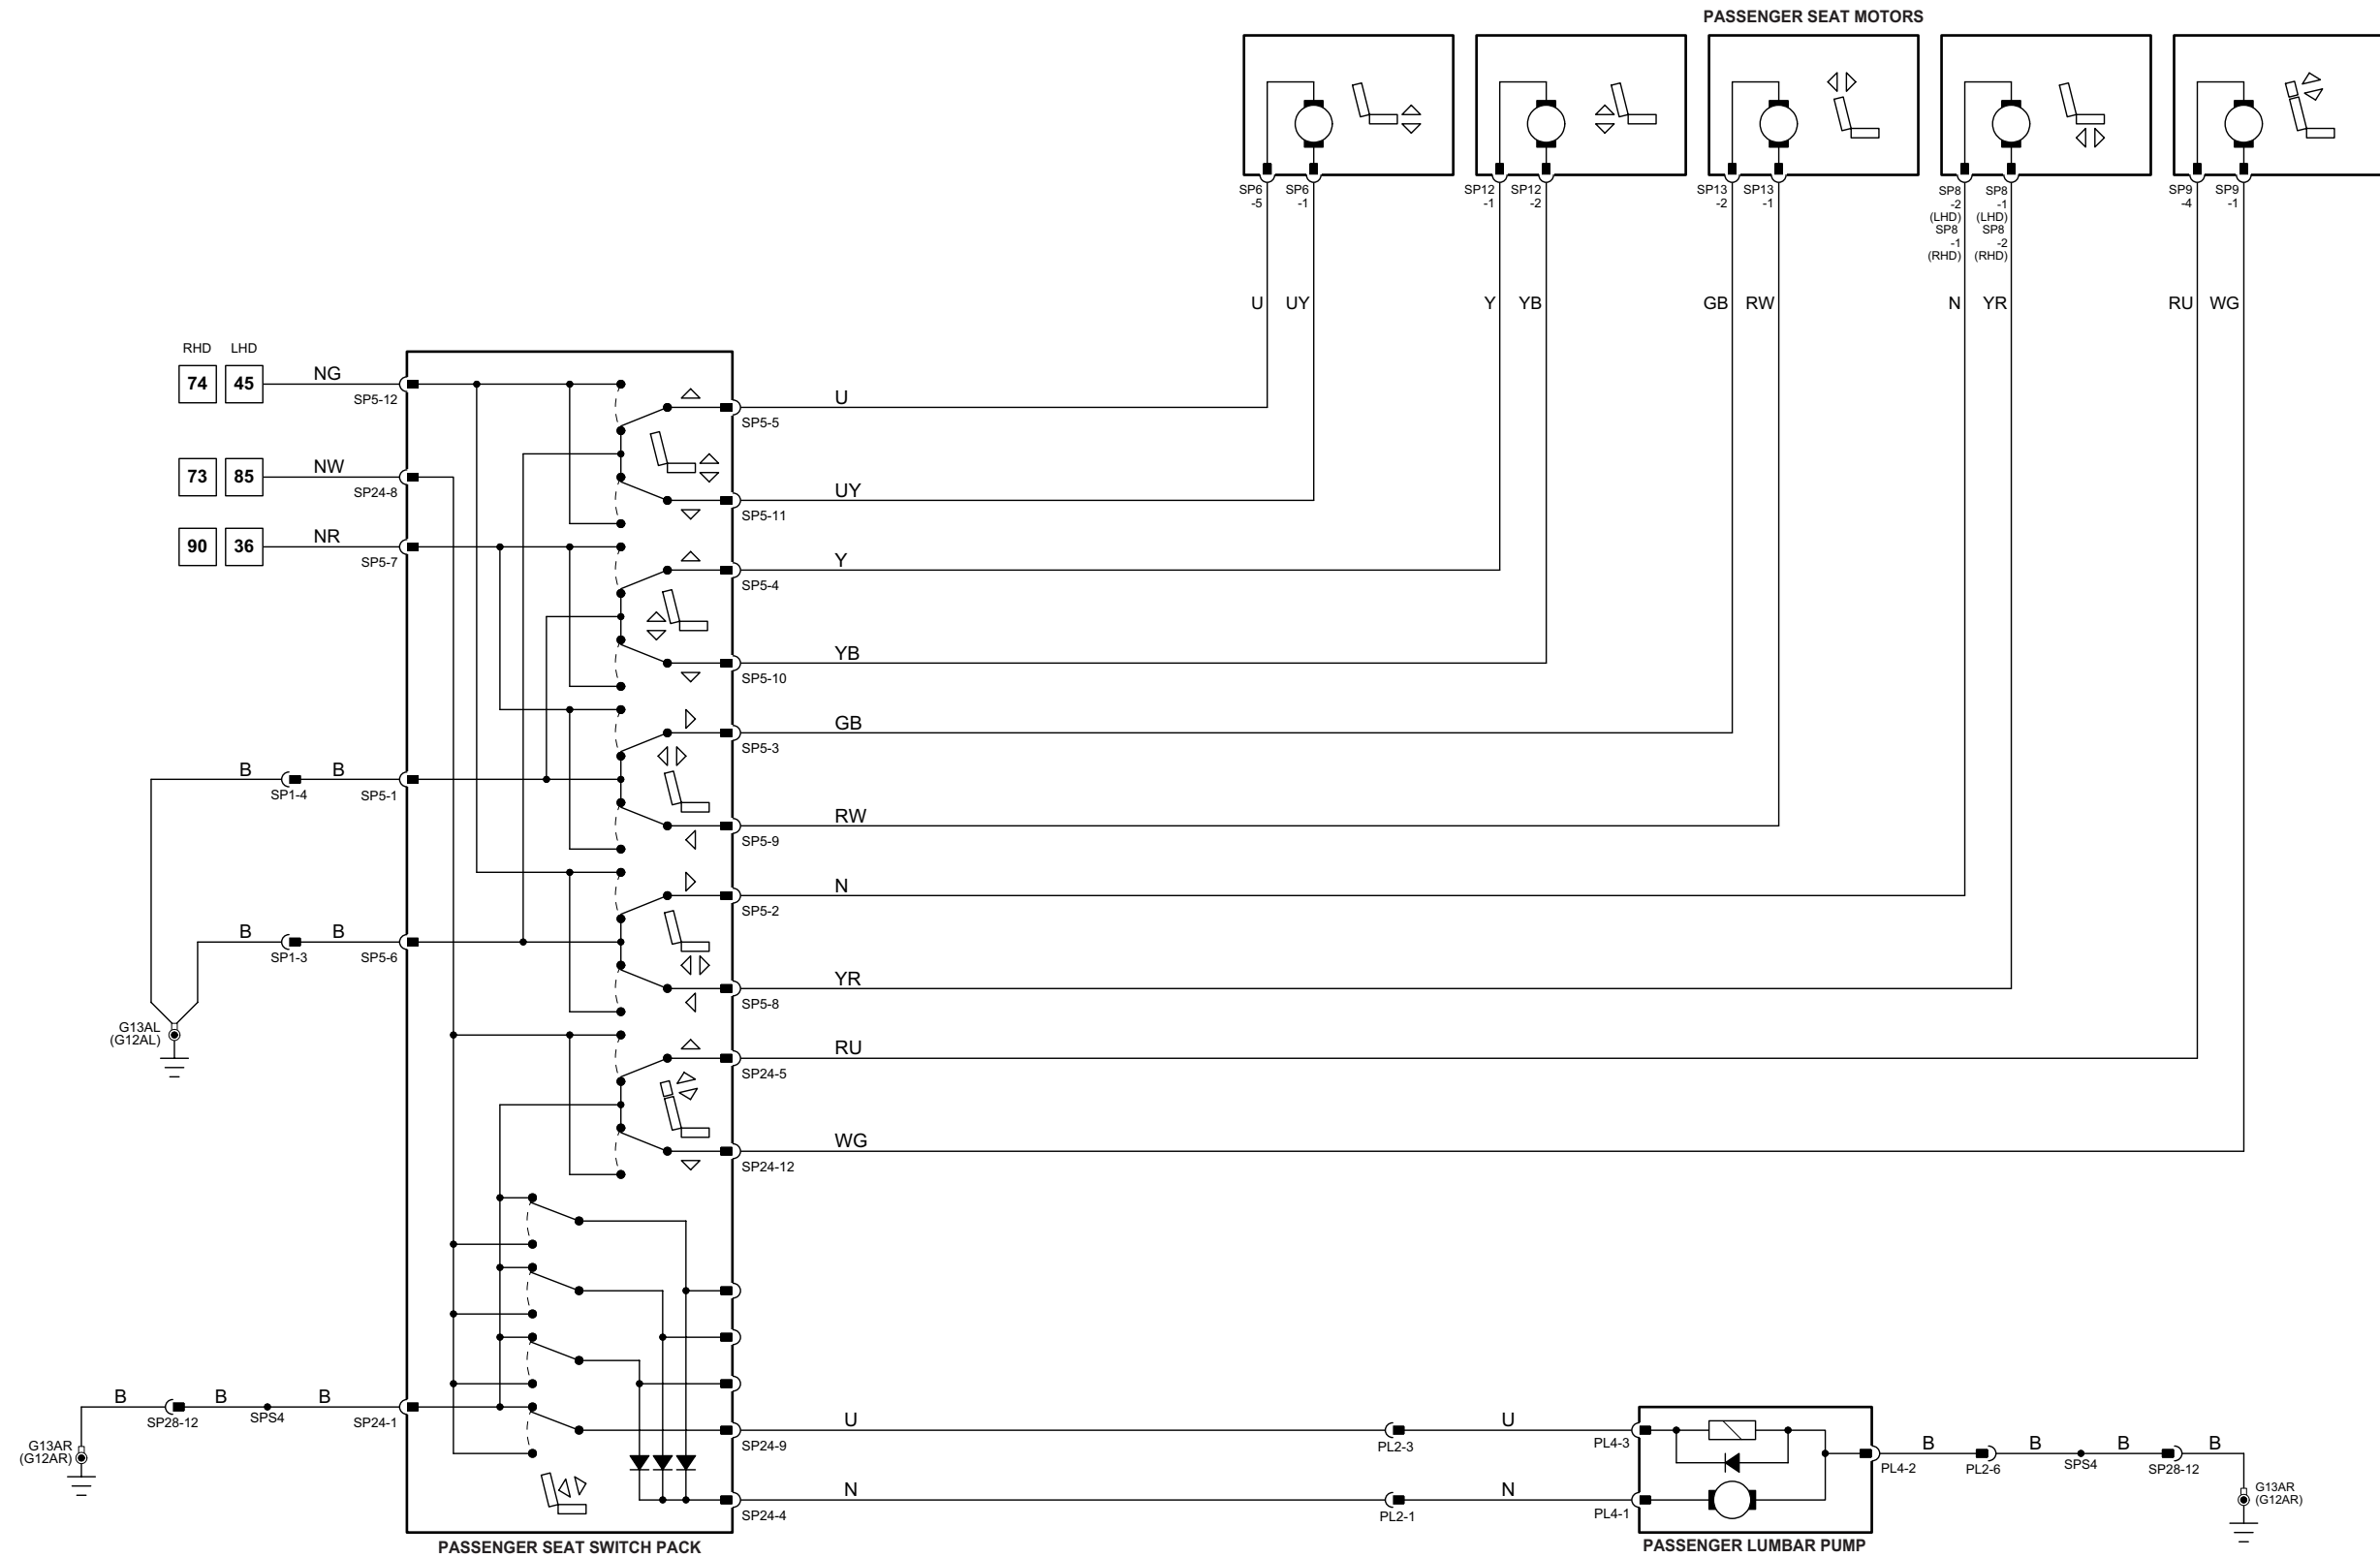 PASSENGER SEAT MOTORS
SP6 -5
SP6 -1
SP12 -1
SP12 -2
SP13 -2
SP13 -1
SP8 -2 (LHD) SP8 -1 (RHD)
SP8 -1 (LHD) SP8 -2 (RHD)
SP9 -4
SP9 -1
U UY Y YB GB RW N YR RU WG
RHD LHD
74 45 NG SP5-12
73 85 NW SP24-8
90 36 NR SP5-7
U SP5-5
UY SP5-11
Y SP5-4
YB SP5-10
GB SP5-3
B SP1-4 B SP5-1
RW SP5-9
N SP5-2
B SP1-3 B SP5-6
YR SP5-8
G13AL
(G12AL)
RU SP24-5
WG SP24-12
B SP28-12 B SPS4 B SP24-1
G13AR
(G12AR)
U SP24-9 PL2-3 U PL4-3
N SP24-4 PL2-1 N PL4-1
PL4-2 B PL2-6 B SPS4 B SP28-12 B
G13AR
(G12AR)
PASSENGER SEAT SWITCH PACK
PASSENGER LUMBAR PUMP